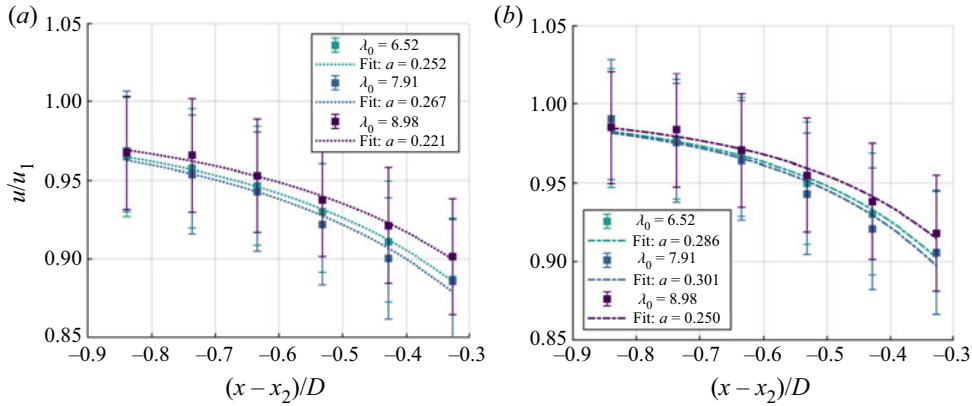 (a)
1.05
1.00
0.95
0.90
0.85
u/u₁
λ₀ = 6.52
Fit: a = 0.252
λ₀ = 7.91
Fit: a = 0.267
λ₀ = 8.98
Fit: a = 0.221
–0.9 –0.8 –0.7 –0.6 –0.5 –0.4 –0.3
(x – x₂)/D
(b)
1.05
1.00
0.95
0.90
0.85
λ₀ = 6.52
Fit: a = 0.286
λ₀ = 7.91
Fit: a = 0.301
λ₀ = 8.98
Fit: a = 0.250
–0.9 –0.8 –0.7 –0.6 –0.5 –0.4 –0.3
(x – x₂)/D